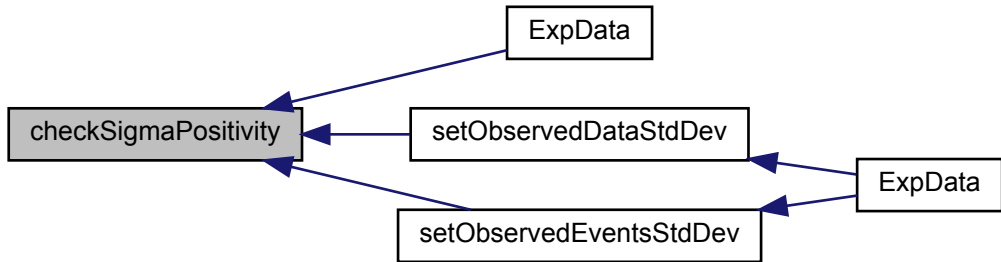 ExpData
checkSigmaPositivity
setObservedDataStdDev
ExpData
setObservedEventsStdDev